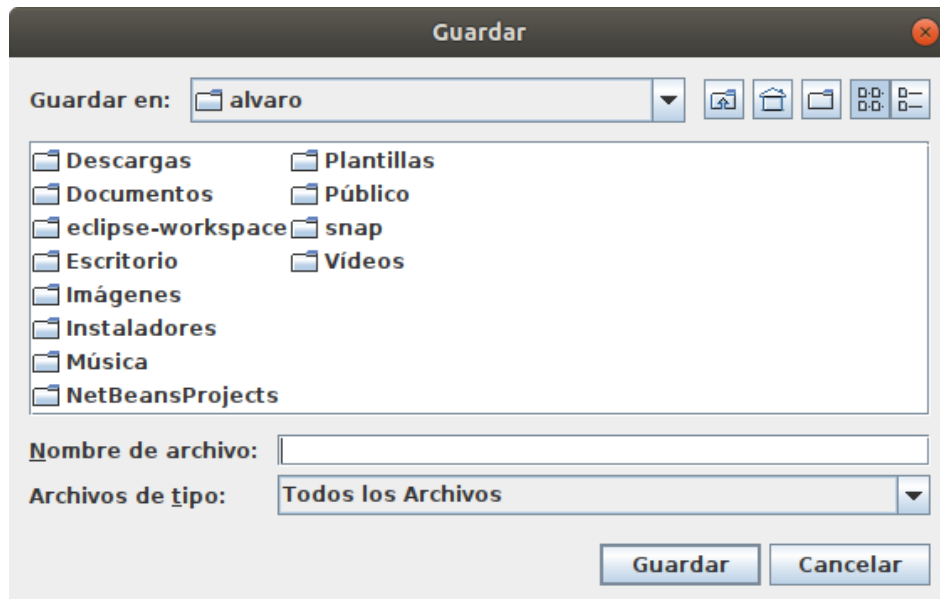 Guardar
Guardar en: alvaro
Descargas Plantillas
Documentos Público
eclipse-workspace snap
Escritorio Vídeos
Imágenes
Instaladores
Música
NetBeansProjects
Nombre de archivo:
Archivos de tipo: Todos los Archivos
Guardar Cancelar